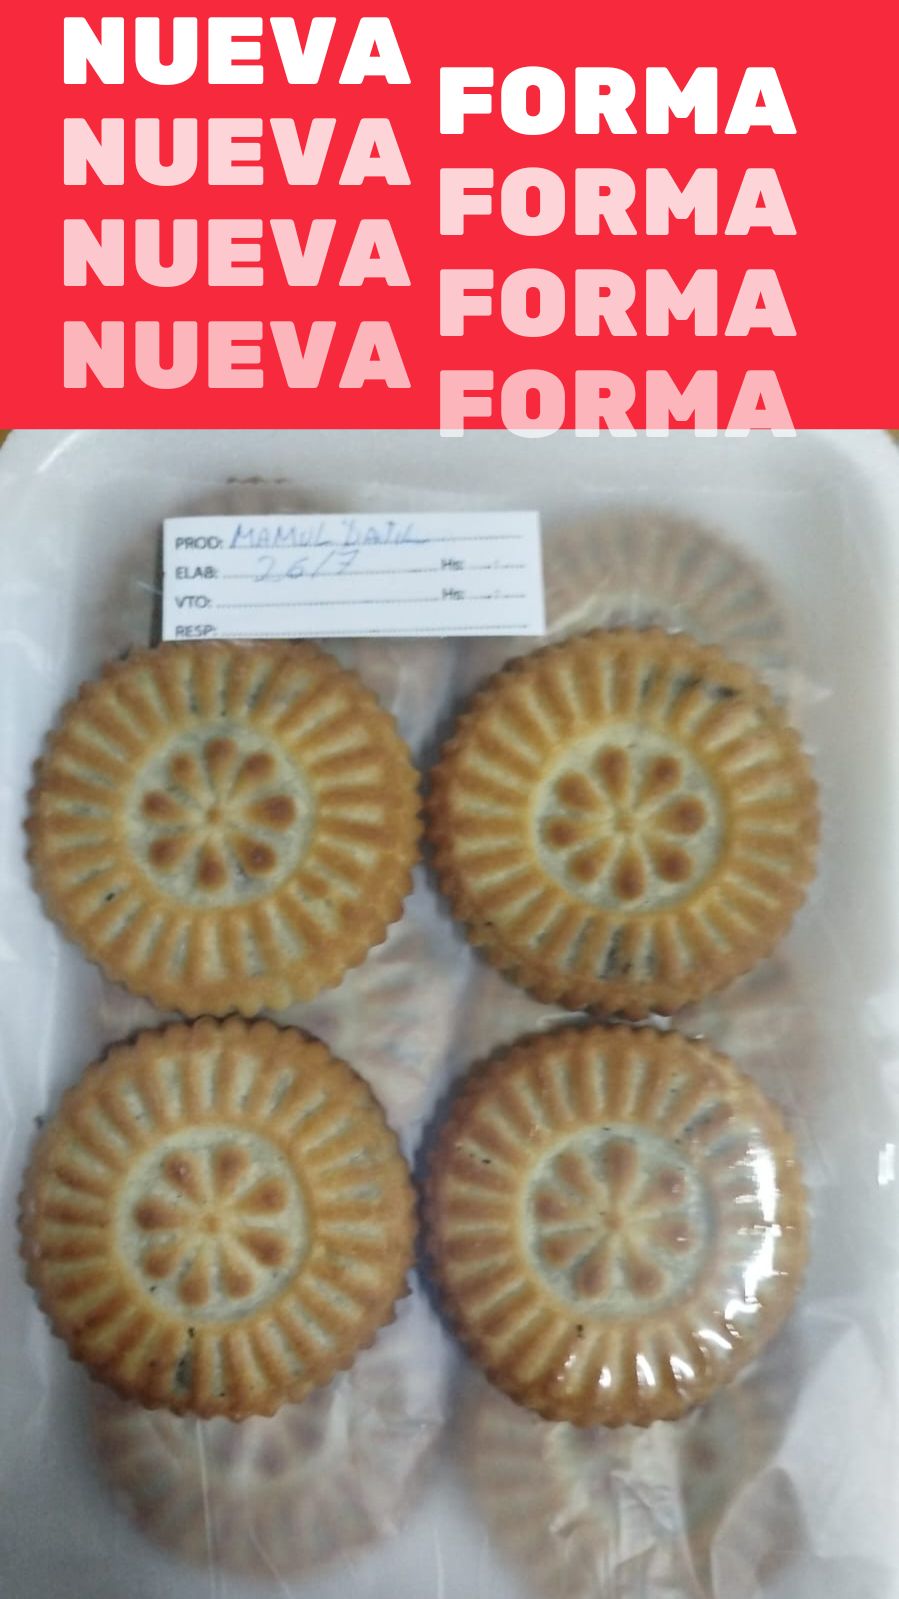 NUEVA FORMA
NUEVA FORMA
NUEVA FORMA
NUEVA FORMA
PROD: MAMUL DATIL
ELAB: 26/7 Hs:
VTO: Hs:
RESP: